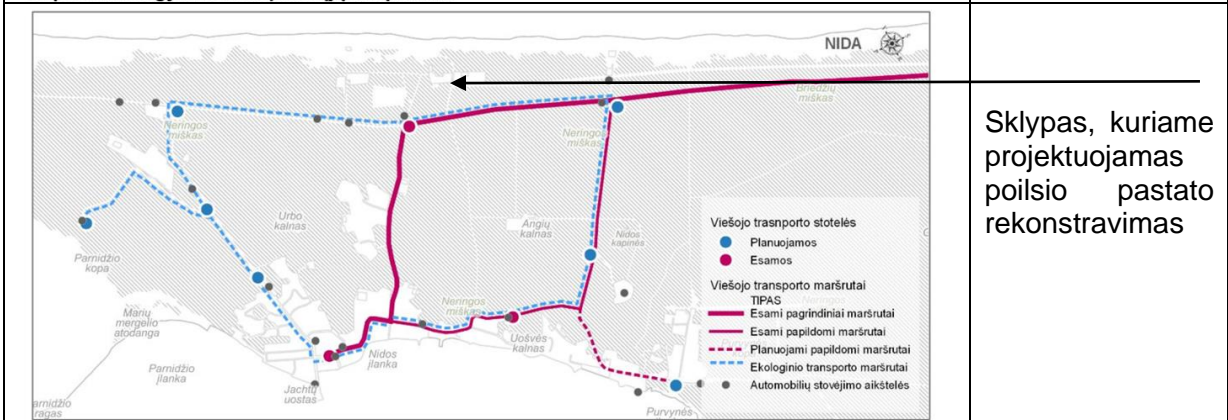 NIDA
Briedžių
miškas
Neringos
miškas
Neringos
miškas
Urbo
kalnas
Angių
kalnas
Nidos
kapinės
Parnidžio
kopa
Marių
mergelio
atodanga
Neringos
miškas
Uošvės
kalnas
Parnidžio
įlanka
Nidos
įlanka
Jachtų
uostas
arnidžio
ragas
Purvynės
Viešojo trasnporto stotelės
Planuojamos
Esamos
Viešojo transporto maršrutai
TIPAS
Esami pagrindiniai maršrutai
Esami papildomi maršrutai
Planuojami papildomi maršrutai
Ekologinio transporto maršrutai
Automobilių stovėjimo aikštelės
Sklypas, kuriame
projektuojamas
poilsio pastato
rekonstravimas